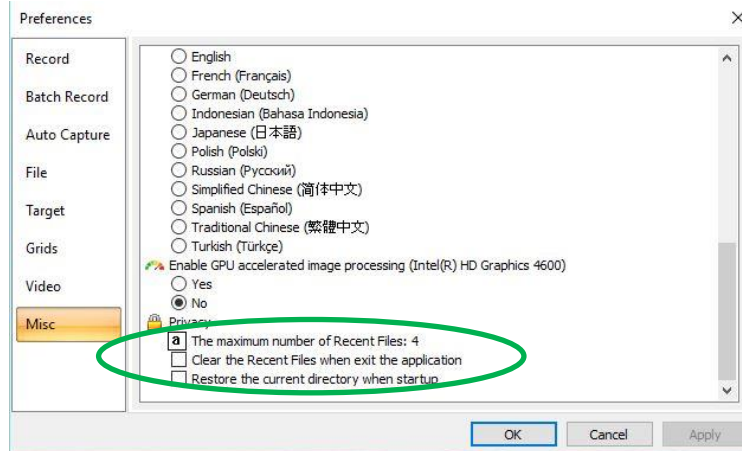 Preferences
Record
Batch Record
Auto Capture
File
Target
Grids
Video
Misc
English
French (Français)
German (Deutsch)
Indonesian (Bahasa Indonesia)
Japanese (日本語)
Polish (Polski)
Russian (Русский)
Simplified Chinese (简体中文)
Spanish (Español)
Traditional Chinese (繁體中文)
Turkish (Türkçe)
Enable GPU accelerated image processing (Intel(R) HD Graphics 4600)
Yes
No
Privacy
a The maximum number of Recent Files: 4
Clear the Recent Files when exit the application
Restore the current directory when startup
OK
Cancel
Apply